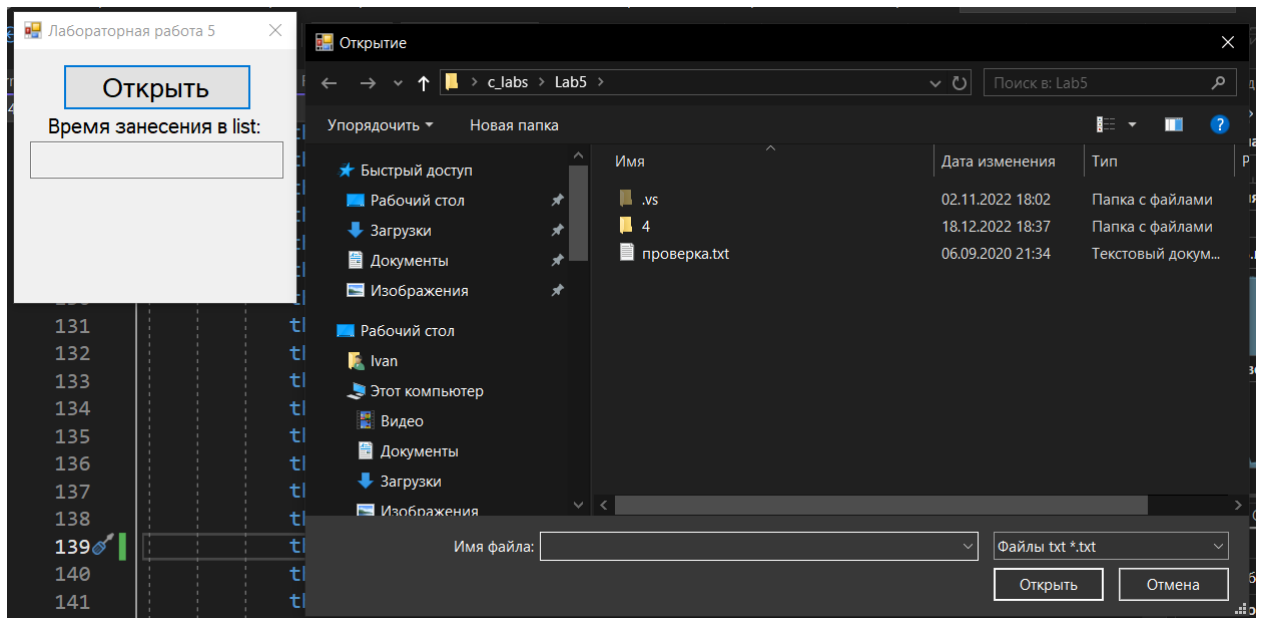 Лабораторная работа 5
Открыть
Время занесения в list:
Открытие
c_labs > Lab5 >
Поиск в: Lab5
Упорядочить
Новая папка
Быстрый доступ
Рабочий стол
Загрузки
Документы
Изображения
Рабочий стол
Ivan
Этот компьютер
Видео
Документы
Загрузки
Изображения
Имя
Дата изменения
Тип
.vs
02.11.2022 18:02
Папка с файлами
4
18.12.2022 18:37
Папка с файлами
проверка.txt
06.09.2020 21:34
Текстовый докум...
Имя файла:
Файлы txt *.txt
Открыть
Отмена
131
132
133
134
135
136
137
138
139
140
141